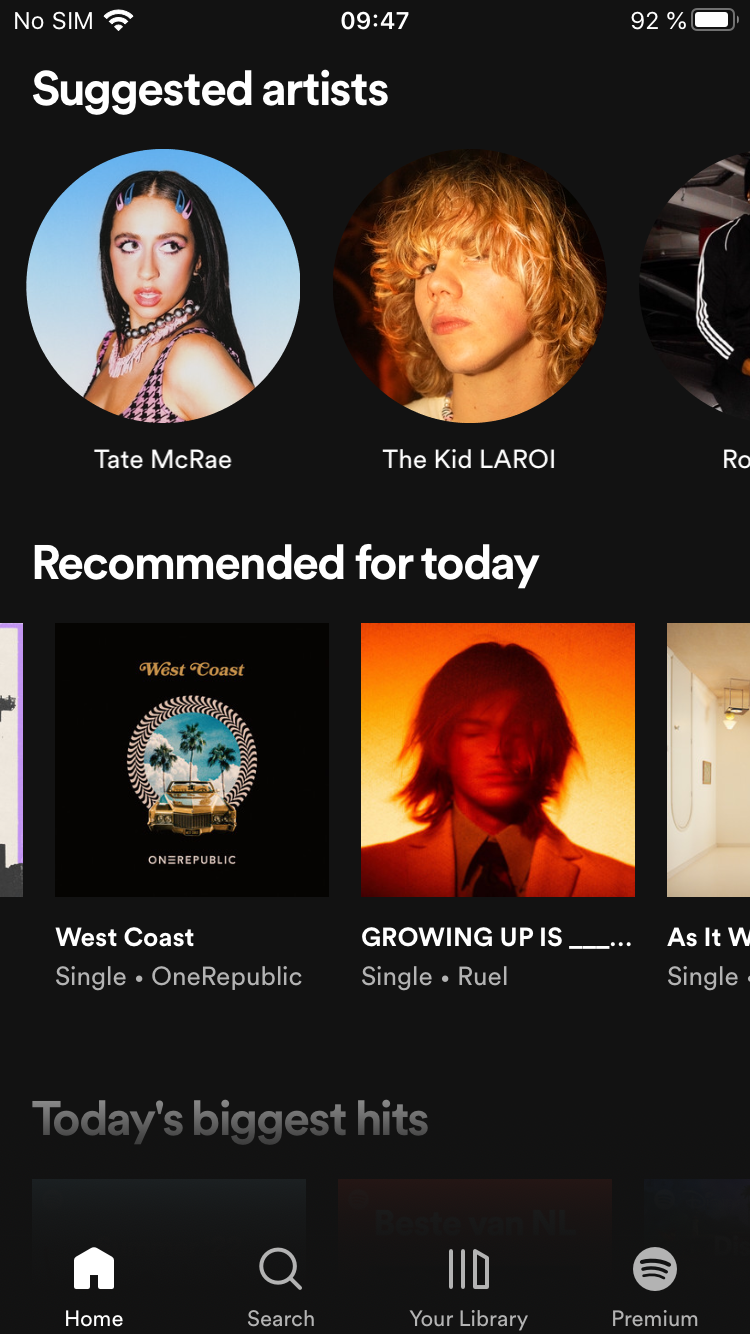 No SIM 09:47 92 %
Suggested artists
Tate McRae The Kid LAROI Ro
Recommended for today
West Coast
ONEREPUBLIC
West Coast GROWING UP IS ____... As It W
Single • OneRepublic Single • Ruel Single •
Today's biggest hits
Beste van NL
Home Search Your Library Premium